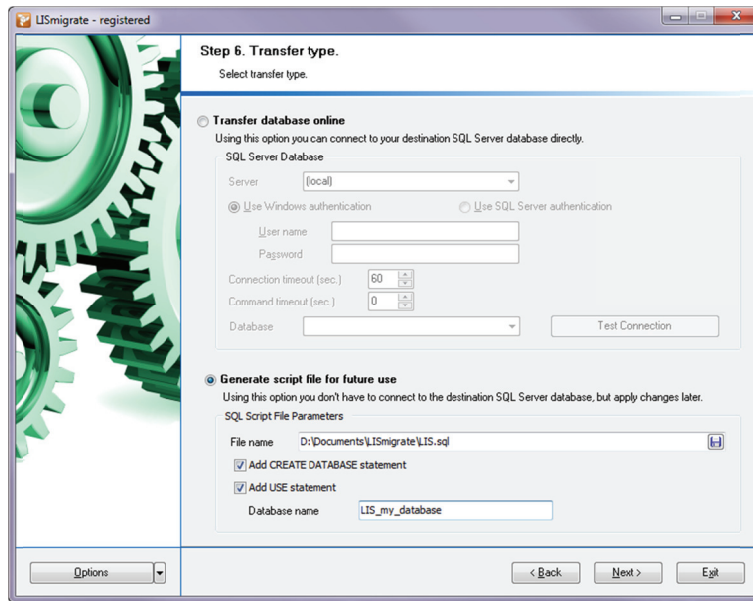 LISmigrate - registered
Step 6. Transfer type.
Select transfer type.
Transfer database online
Using this option you can connect to your destination SQL Server database directly.
SQL Server Database
Server (local)
Use Windows authentication Use SQL Server authentication
User name
Password
Connection timeout (sec.) 60
Command timeout (sec.) 0
Database Test Connection
Generate script file for future use
Using this option you don't have to connect to the destination SQL Server database, but apply changes later.
SQL Script File Parameters
File name D:\Documents\LISmigrate\LIS.sql
Add CREATE DATABASE statement
Add USE statement
Database name LIS_my_database
Options < Back Next > Exit